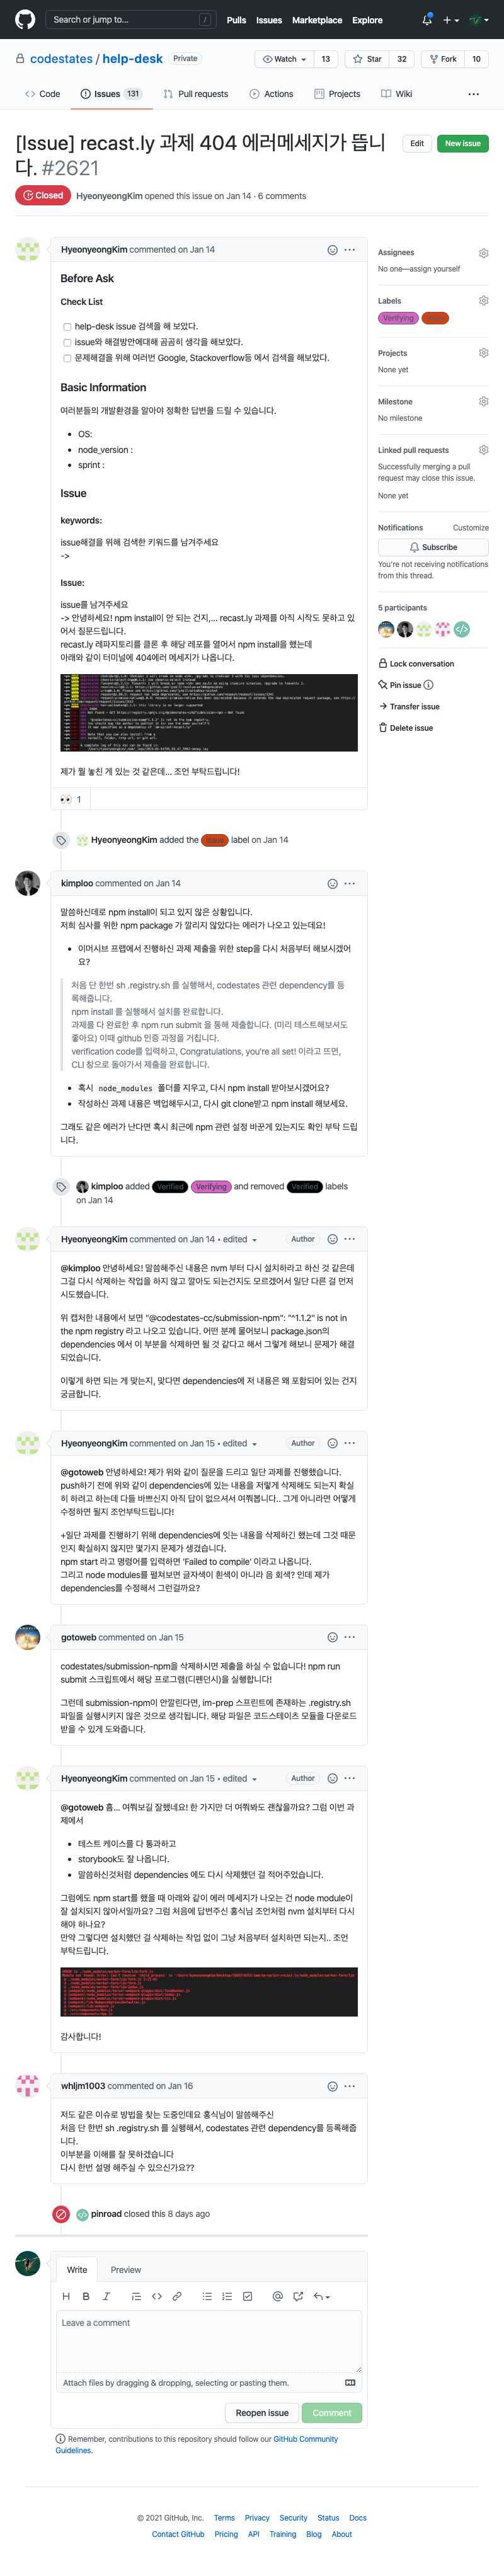 Search or jump to...
/
Pulls Issues Marketplace Explore
codestates / help-desk Private
Watch 13
Star 32
Fork 10
Code
Issues 131
Pull requests
Actions
Projects
Wiki
[Issue] recast.ly 과제 404 에러메세지가 뜹니
다. #2621
Edit
New issue
Closed
HyeonyeongKim opened this issue on Jan 14 · 6 comments
HyeonyeongKim commented on Jan 14
Before Ask
Check List
help-desk issue 검색을 해 보았다.
issue와 해결방안에대해 곰곰히 생각을 해보았다.
문제해결을 위해 여러번 Google, Stackoverflow등 에서 검색을 해보았다.
Basic Information
여러분들의 개발환경을 알아야 정확한 답변을 드릴 수 있습니다.
OS:
node_version :
sprint :
Issue
keywords:
issue해결을 위해 검색한 키워드를 남겨주세요
->
Issue:
issue를 남겨주세요
-> 안녕하세요! npm install이 안 되는 건지,... recast.ly 과제를 아직 시작도 못하고 있
어서 질문드립니다.
recast.ly 레파지토리를 클론 후 해당 레포를 열어서 npm install을 했는데
아래와 같이 터미널에 404에러 메세지가 나옵니다.
제가 뭘 놓친 게 있는 것 같은데... 조언 부탁드립니다!
1
HyeonyeongKim added the Issue label on Jan 14
kimploo commented on Jan 14
말씀하신데로 npm install이 되고 있지 않은 상황입니다.
저희 심사를 위한 npm package 가 깔리지 않았다는 에러가 나오고 있는데요!
이머시브 프랩에서 진행하신 과제 제출을 위한 step을 다시 처음부터 해보시겠어
요?
처음 단 한번 sh .registry.sh 를 실행해서, codestates 관련 dependency를 등
록해줍니다.
npm install 를 실행해서 설치를 완료합니다.
과제를 다 완료한 후 npm run submit 을 통해 제출합니다. (미리 테스트해보셔도
좋아요) 이때 github 인증 과정을 거칩니다.
verification code를 입력하고, Congratulations, you're all set! 이라고 뜨면,
CLI 창으로 돌아가서 제출을 완료합니다.
혹시 node_modules 폴더를 지우고, 다시 npm install 받아보시겠어요?
작성하신 과제 내용은 백업해두시고, 다시 git clone받고 npm install 해보세요.
그래도 같은 에러가 난다면 혹시 최근에 npm 관련 설정 바꾼게 있는지도 확인 부탁 드립
니다.
kimploo added Verified Verifying and removed Verified labels
on Jan 14
HyeonyeongKim commented on Jan 14 • edited
Author
@kimploo 안녕하세요! 말씀해주신 내용은 nvm 부터 다시 설치하라고 하신 것 같은데
그걸 다시 삭제하는 작업을 하지 않고 깔아도 되는건지도 모르겠어서 일단 다른 걸 먼저
시도했습니다.
위 캡처한 내용에서 보면 "@codestates-cc/submission-npm": "^1.1.2" is not in
the npm registry 라고 나오고 있습니다. 어떤 분께 물어보니 package.json의
dependencies 에서 이 부분을 삭제하면 될 것 같다고 해서 그렇게 해보니 문제가 해결
되었습니다.
이렇게 하면 되는 게 맞는지, 맞다면 dependencies에 저 내용은 왜 포함되어 있는 건지
궁금합니다.
HyeonyeongKim commented on Jan 15 • edited
Author
@gotoweb 안녕하세요! 제가 위와 같이 질문을 드리고 일단 과제를 진행했습니다.
push하기 전에 위와 같이 dependencies에 있는 내용을 저렇게 삭제해도 되는지 확실
히 하려고 하는데 다들 바쁘신지 아직 답이 없으셔서 여쭤봅니다.. 그게 아니라면 어떻게
수정하면 될지 조언부탁드립니다!
+일단 과제를 진행하기 위해 dependencies에 잇는 내용을 삭제하긴 했는데 그것 때문
인지 확실하지 않지만 몇가지 문제가 생겼습니다.
npm start 라고 명령어를 입력하면 'Failed to compile' 이라고 나옵니다.
그리고 node modules를 펼쳐보면 글자색이 흰색이 아니라 음 회색? 인데 제가
dependencies를 수정해서 그런걸까요?
gotoweb commented on Jan 15
codestates/submission-npm을 삭제하시면 제출을 하실 수 없습니다! npm run
submit 스크립트에서 해당 프로그램(디펜던시)을 실행합니다!
그런데 submission-npm이 안깔린다면, im-prep 스프린트에 존재하는 .registry.sh
파일을 실행시키지 않은 것으로 생각됩니다. 해당 파일은 코드스테이츠 모듈을 다운로드
받을 수 있게 도와줍니다.
HyeonyeongKim commented on Jan 15 • edited
Author
@gotoweb 흠... 여쭤보길 잘했네요! 한 가지만 더 여쭤봐도 괜찮을까요? 그럼 이번 과
제에서
테스트 케이스를 다 통과하고
storybook도 잘 나옵니다.
말씀하신것처럼 dependencies 에도 다시 삭제했던 걸 적어주었습니다.
그럼에도 npm start를 했을 때 아래와 같이 에러 메세지가 나오는 건 node module이
잘 설치되지 않아서일까요? 그럼 처음에 답변주신 홍식님 조언처럼 nvm 설치부터 다시
해야 하나요?
만약 그렇다면 설치했던 걸 삭제하는 작업 없이 그냥 처음부터 설치하면 되는지.. 조언
부탁드립니다.
감사합니다!
whljm1003 commented on Jan 16
저도 같은 이슈로 방법을 찾는 도중인데요 홍식님이 말씀해주신
처음 단 한번 sh .registry.sh 를 실행해서, codestates 관련 dependency를 등록해줍
니다.
이부분을 이해를 잘 못하겠습니다
다시 한번 설명 해주실 수 있으신가요??
pinroad closed this 8 days ago
Write
Preview
Leave a comment
Attach files by dragging & dropping, selecting or pasting them.
Reopen issue
Comment
Remember, contributions to this repository should follow our GitHub Community
Guidelines.
Assignees
No one—assign yourself
Labels
Verifying Issue
Projects
None yet
Milestone
No milestone
Linked pull requests
Successfully merging a pull
request may close this issue.
None yet
Notifications Customize
Subscribe
You're not receiving notifications
from this thread.
5 participants
Lock conversation
Pin issue
Transfer issue
Delete issue
© 2021 GitHub, Inc. Terms Privacy Security Status Docs
Contact GitHub Pricing API Training Blog About